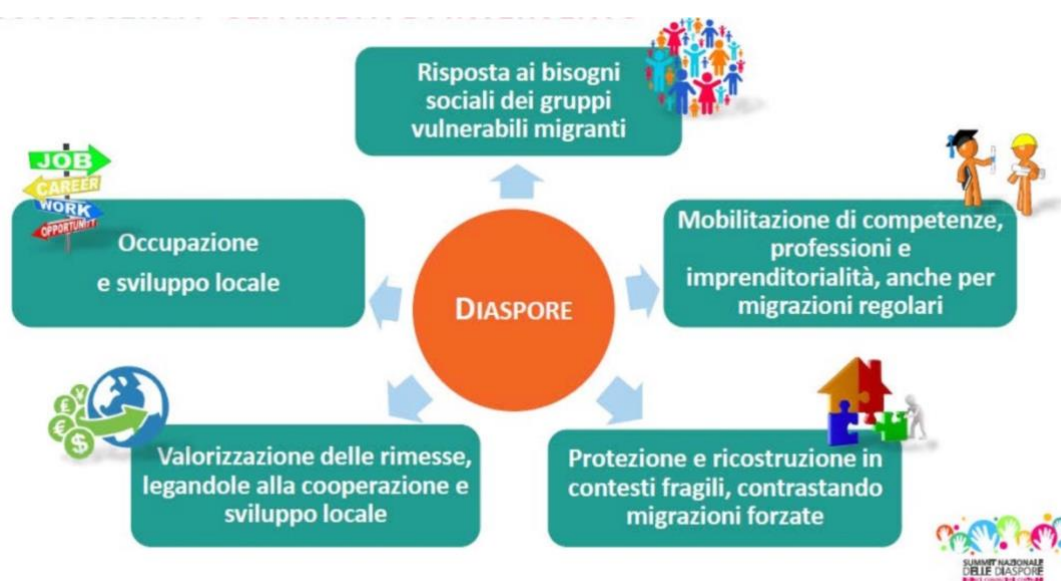 Risposta ai bisogni
sociali dei gruppi
vulnerabili migranti
JOB
CAREER
WORK
OPPORTUNITY
Occupazione
e sviluppo locale
Mobilitazione di competenze,
professioni e
imprenditorialità, anche per
migrazioni regolari
DIASPORE
Valorizzazione delle rimesse,
legandole alla cooperazione e
sviluppo locale
Protezione e ricostruzione in
contesti fragili, contrastando
migrazioni forzate
£ ¥
€
$
SUMMIT NAZIONALE
DELLE DIASPORE